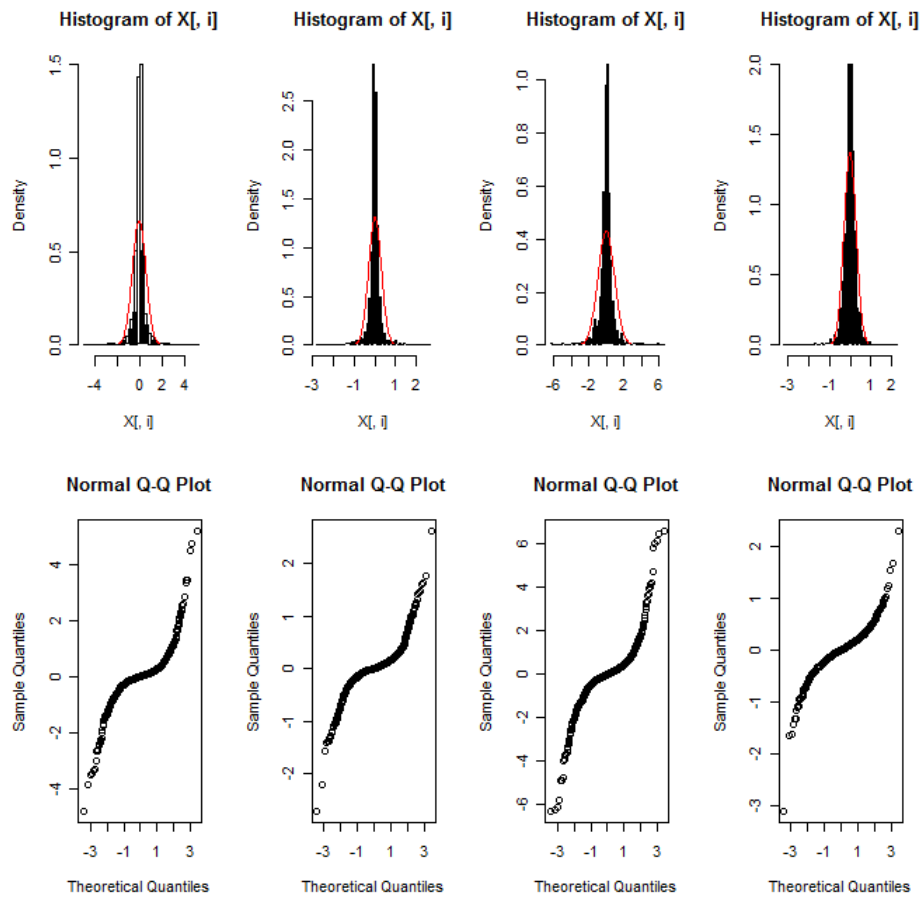 Histogram of X[, i]
Density
0.0 0.5 1.0 1.5
-4 -2 0 2 4
X[, i]
Histogram of X[, i]
Density
0.0 0.5 1.0 1.5 2.0 2.5
-3 -1 0 1 2
X[, i]
Histogram of X[, i]
Density
0.0 0.2 0.4 0.6 0.8 1.0
-6 -2 0 2 4 6
X[, i]
Histogram of X[, i]
Density
0.0 0.5 1.0 1.5 2.0
-3 -1 0 1 2
X[, i]
Normal Q-Q Plot
Sample Quantiles
-4 -2 0 2 4
-3 -1 1 3
Theoretical Quantiles
Normal Q-Q Plot
Sample Quantiles
-2 -1 0 1 2
-3 -1 1 3
Theoretical Quantiles
Normal Q-Q Plot
Sample Quantiles
-6 -4 -2 0 2 4 6
-3 -1 1 3
Theoretical Quantiles
Normal Q-Q Plot
Sample Quantiles
-3 -2 -1 0 1 2
-3 -1 1 3
Theoretical Quantiles